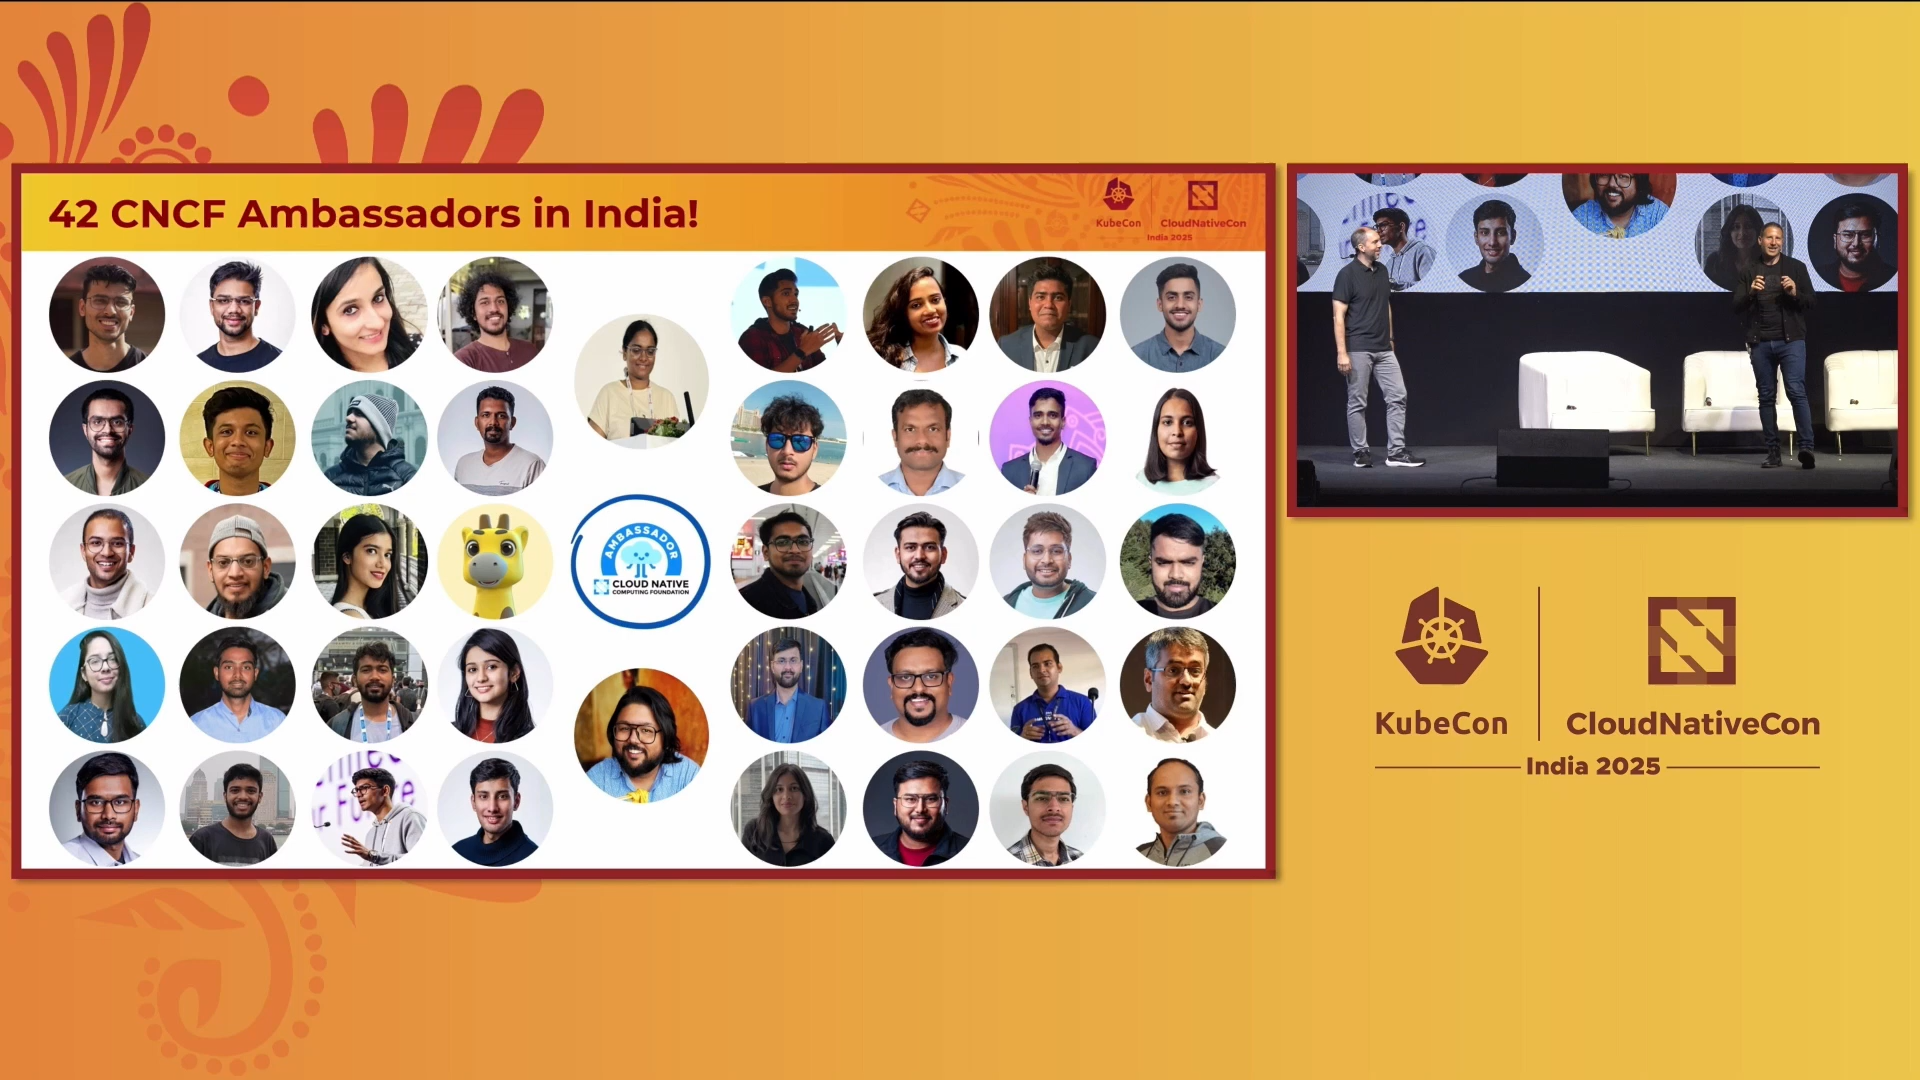 42 CNCF Ambassadors in India!
KubeCon
CloudNativeCon
India 2025
AMBASSADOR
CLOUD NATIVE
COMPUTING FOUNDATION
KubeCon
CloudNativeCon
India 2025